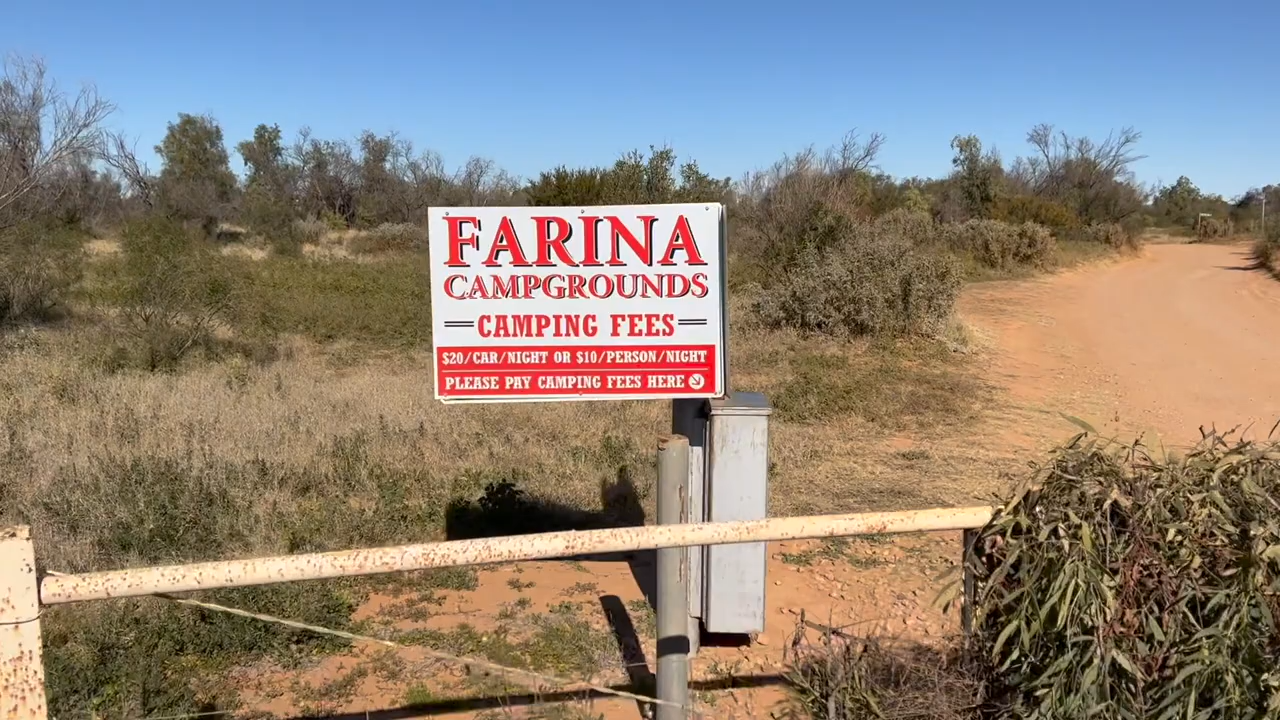 FARINA
CAMPGROUNDS
CAMPING FEES
$20/CAR/NIGHT OR $10/PERSON/NIGHT
PLEASE PAY CAMPING FEES HERE